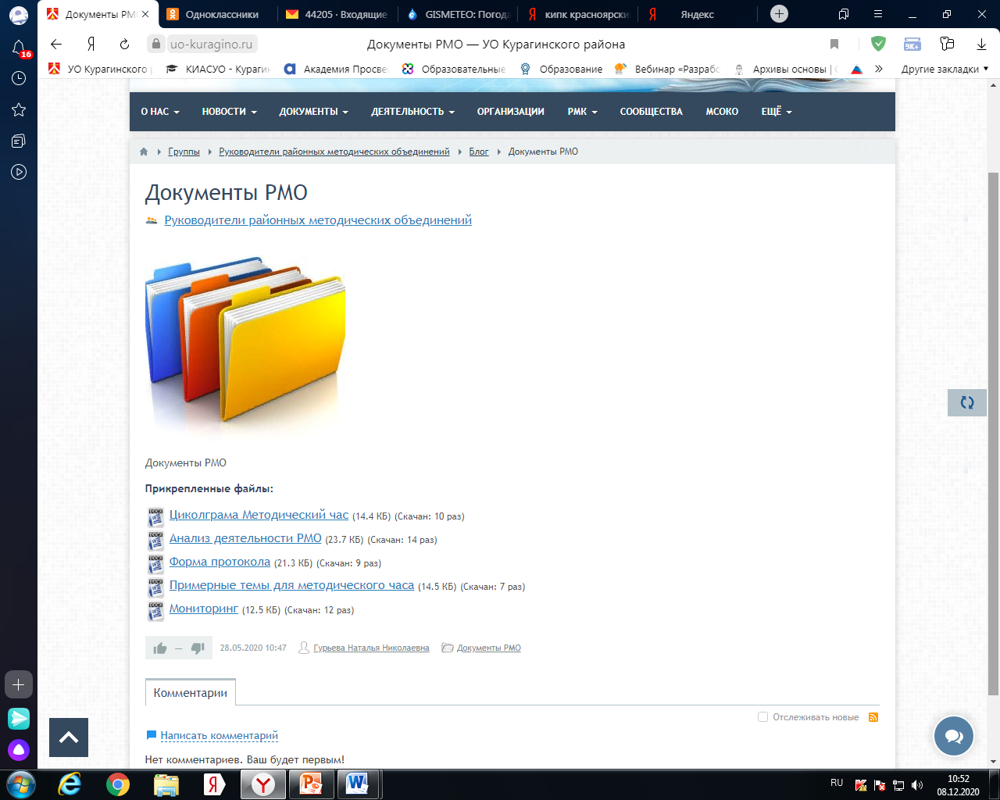 Документы РМ
Одноклассники
44205 · Входящие
GISMETEO: Погода
кипк красноярски
Яндекс
16
uo-kuragino.ru
Документы РМО — УО Курагинского района
9K+
УО Курагинского р
КИАСУО - Курагин
Академия Просве
Образовательные
Образование
Вебинар «Разрабо
Архивы основы | С
Другие закладки
О НАС
НОВОСТИ
ДОКУМЕНТЫ
ДЕЯТЕЛЬНОСТЬ
ОРГАНИЗАЦИИ
РМК
СООБЩЕСТВА
МСОКО
ЕЩЁ
Группы Руководители районных методических объединений Блог Документы РМО
Документы РМО
Руководители районных методических объединений
Документы РМО
Прикрепленные файлы:
Циколграма Методический час (14.4 КБ) (Скачан: 10 раз)
Анализ деятельности РМО (23.7 КБ) (Скачан: 14 раз)
Форма протокола (21.3 КБ) (Скачан: 9 раз)
Примерные темы для методического часа (14.5 КБ) (Скачан: 7 раз)
Мониторинг (12.5 КБ) (Скачан: 12 раз)
— 28.05.2020 10:47 Гурьева Наталья Николаевна Документы РМО
Комментарии
Отслеживать новые
Написать комментарий
Нет комментариев. Ваш будет первым!
RU
10:52
08.12.2020